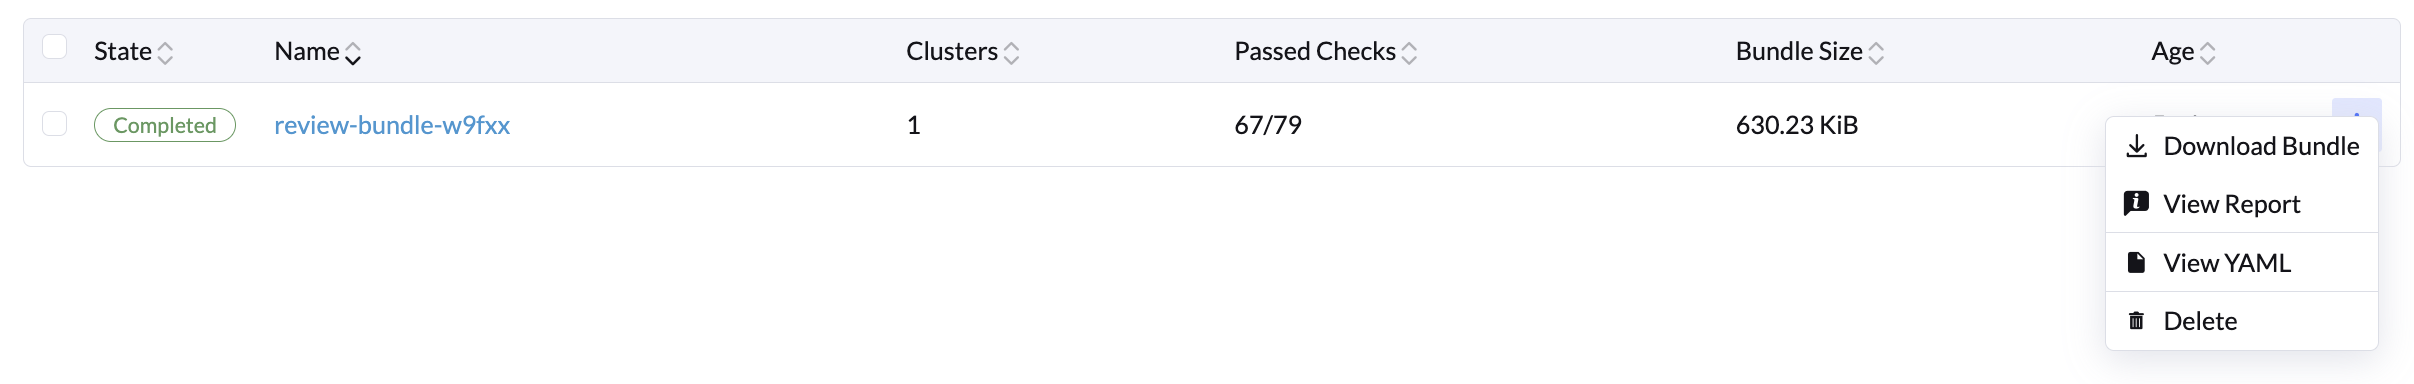 State Name Clusters Passed Checks Bundle Size Age
Completed review-bundle-w9fxx 1 67/79 630.23 KiB
Download Bundle
View Report
View YAML
Delete